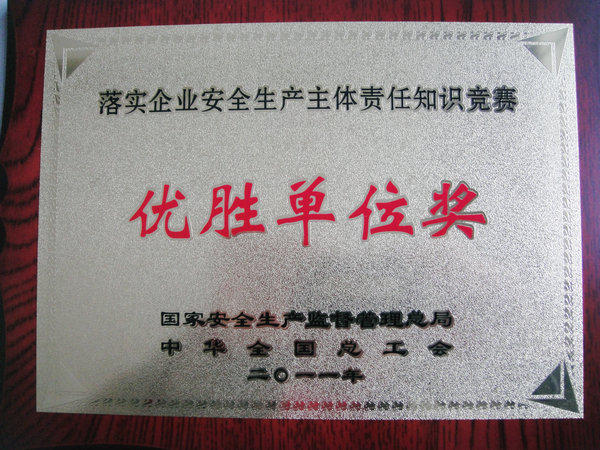 落实企业安全生产主体责任知识竞赛
优胜单位奖
国家安全生产监督管理总局
中华全国总工会
二〇一一年